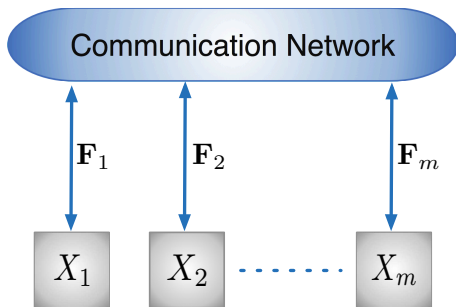 Communication Network
F₁ F₂ Fₘ
X₁ X₂ Xₘ